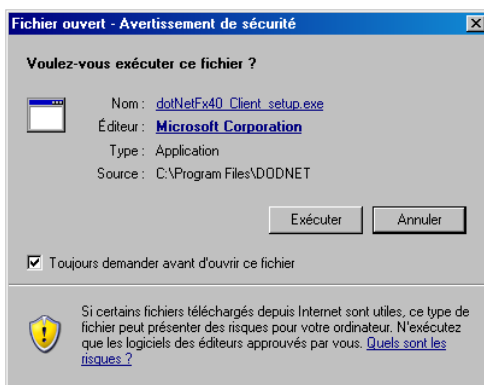 Fichier ouvert - Avertissement de sécurité
Voulez-vous exécuter ce fichier ?
Nom : dotNetFx40_Client_setup.exe
Éditeur : Microsoft Corporation
Type : Application
Source : C:\Program Files\DODNET
Exécuter Annuler
Toujours demander avant d'ouvrir ce fichier
Si certains fichiers téléchargés depuis Internet sont utiles, ce type de
fichier peut présenter des risques pour votre ordinateur. N'exécutez
que les logiciels des éditeurs approuvés par vous. Quels sont les
risques ?